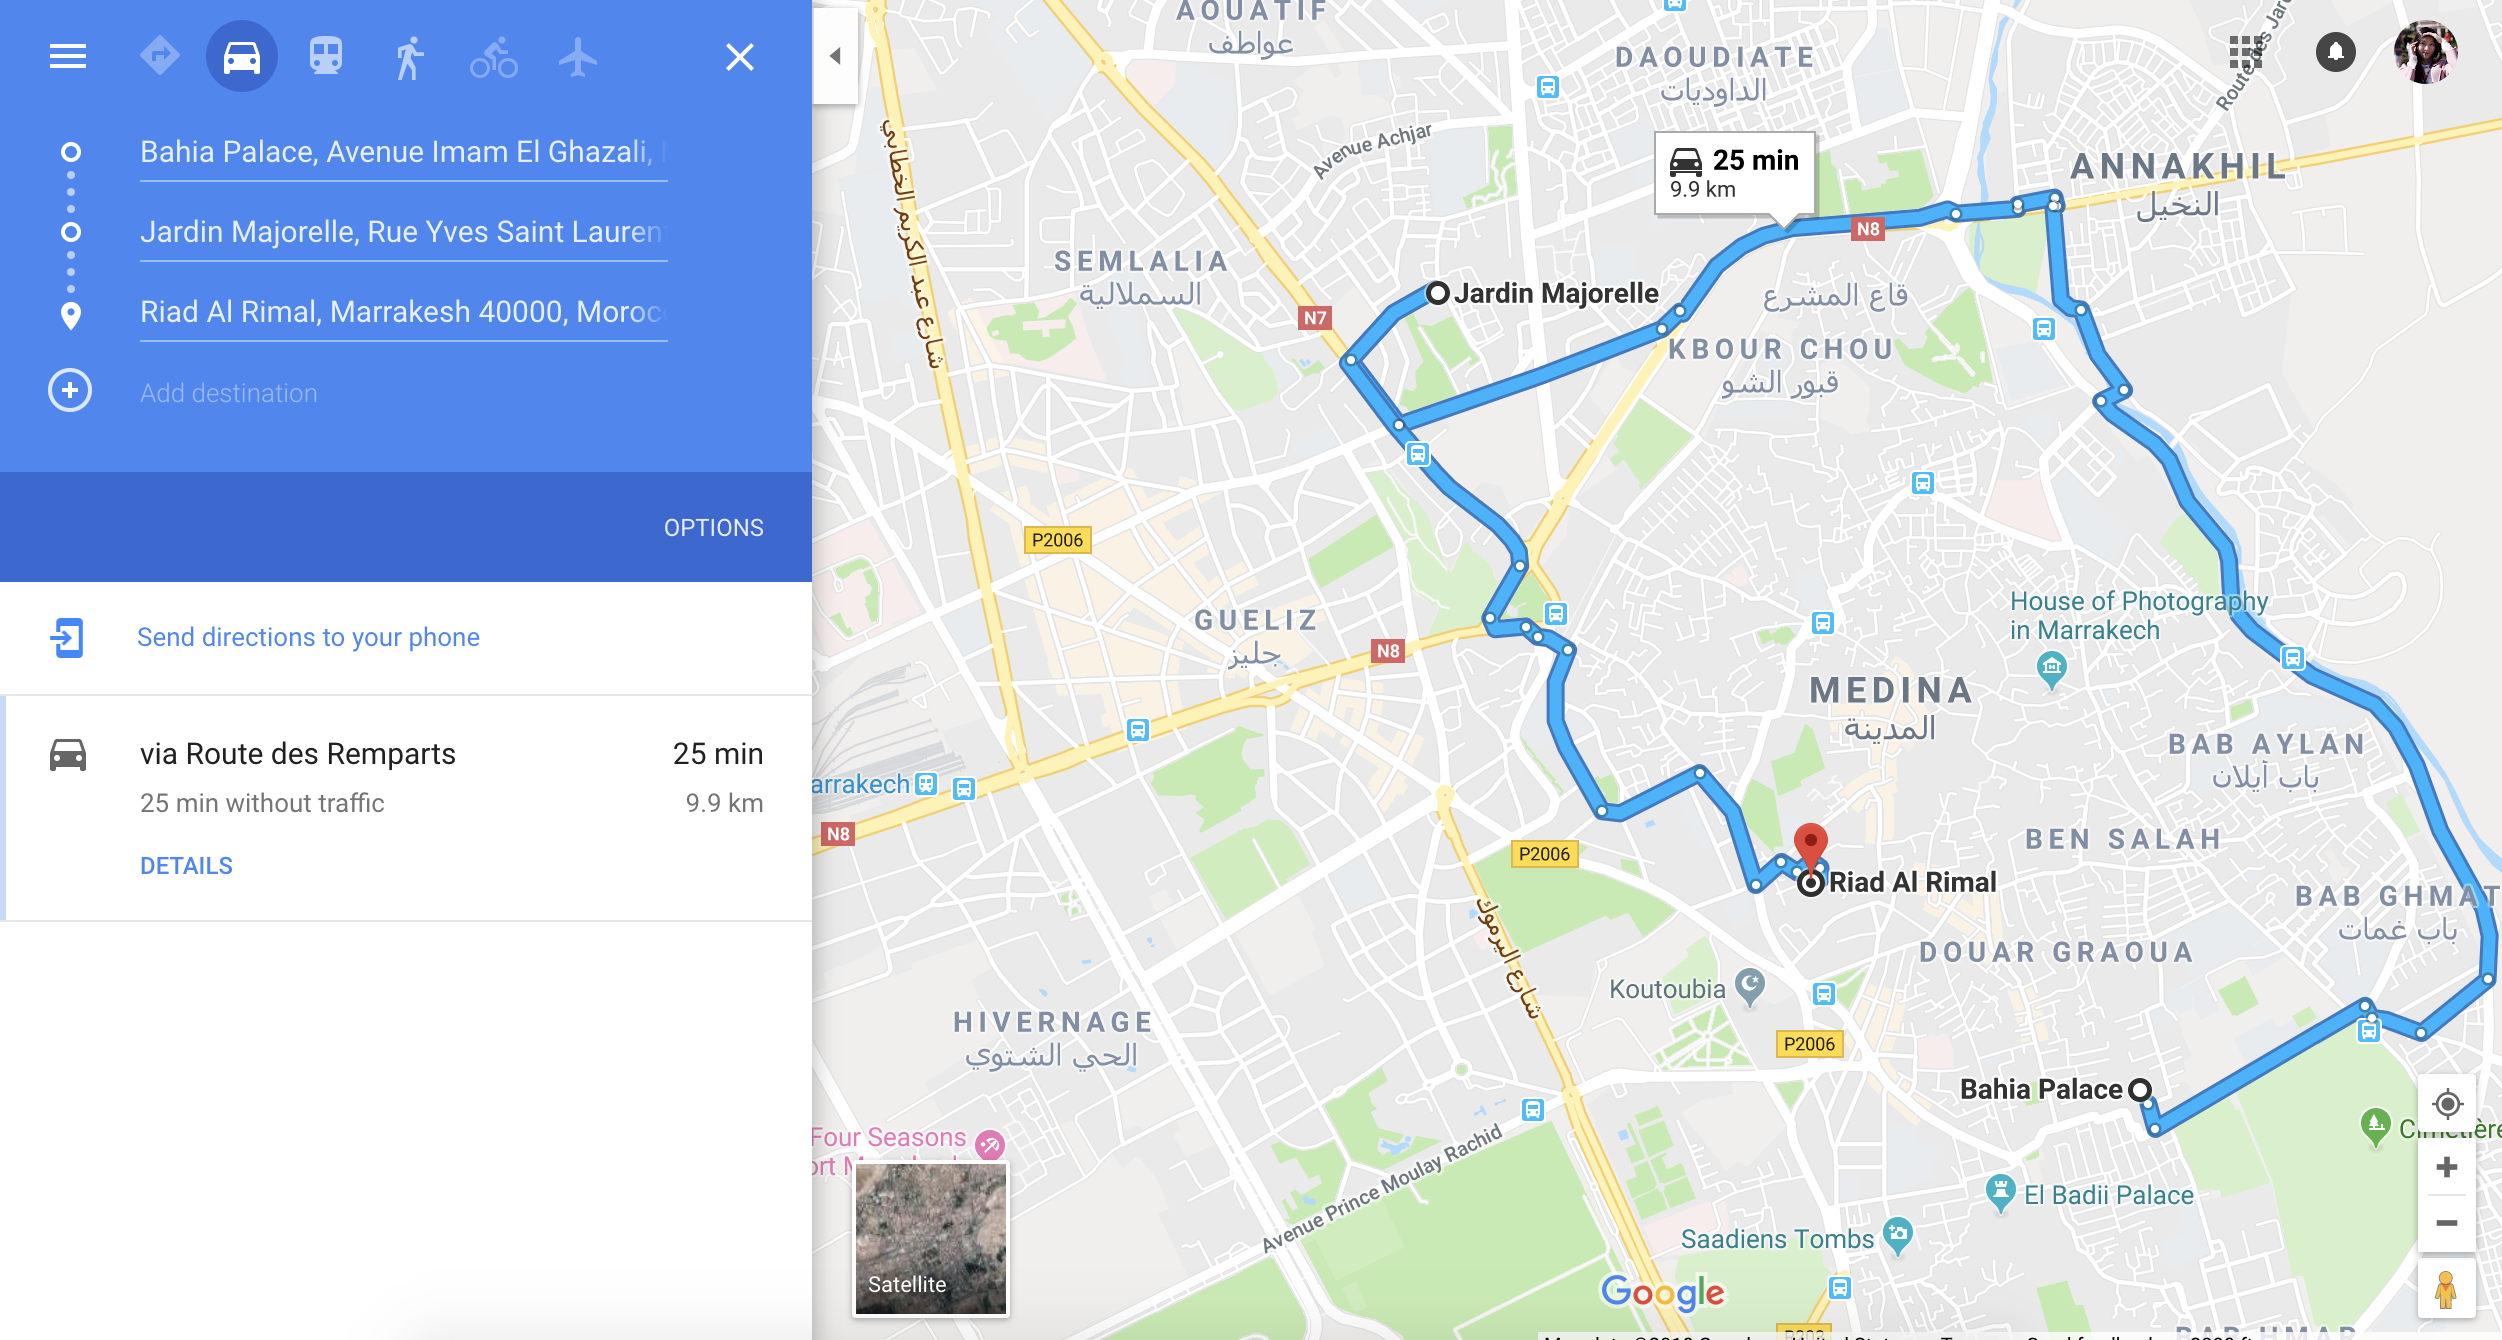 Bahia Palace, Avenue Imam El Ghazali,
Jardin Majorelle, Rue Yves Saint Lauren
Riad Al Rimal, Marrakesh 40000, Moroc
Add destination
OPTIONS
Send directions to your phone
via Route des Remparts
25 min
25 min without traffic
9.9 km
DETAILS
AOUATIF
عواطف
DAOUDIATE
الداوديات
Route des Jar
Avenue Achjar
شارع عبد الكريم الخطابي
25 min
9.9 km
ANNAKHIL
النخيل
N8
SEMLALIA
السملالية
Jardin Majorelle
N7
قاع المشرع
KBOUR CHOU
قبور الشو
P2006
GUELIZ
جليز
N8
House of Photography
in Marrakech
MEDINA
المدينة
BAB AYLAN
باب أيلان
arrakech
N8
P2006
BEN SALAH
Riad Al Rimal
BAB GHMAT
باب غمات
شارع اليرموك
DOUAR GRAOUA
Koutoubia
HIVERNAGE
الحي الشتوي
P2006
Bahia Palace
Four Seasons
Avenue Prince Moulay Rachid
El Badii Palace
Saadiens Tombs
Satellite
Google